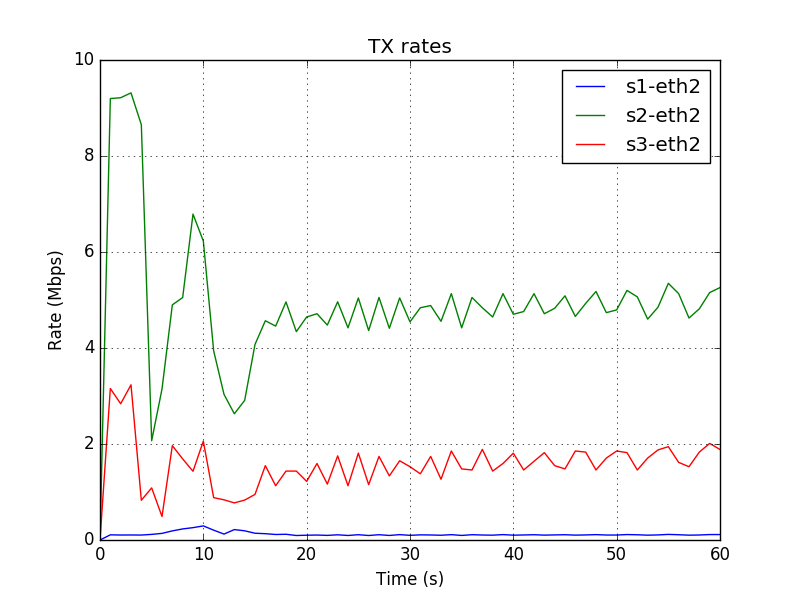 TX rates
s1-eth2
s2-eth2
s3-eth2
10
8
6
4
2
0
Rate (Mbps)
0 10 20 30 40 50 60
Time (s)